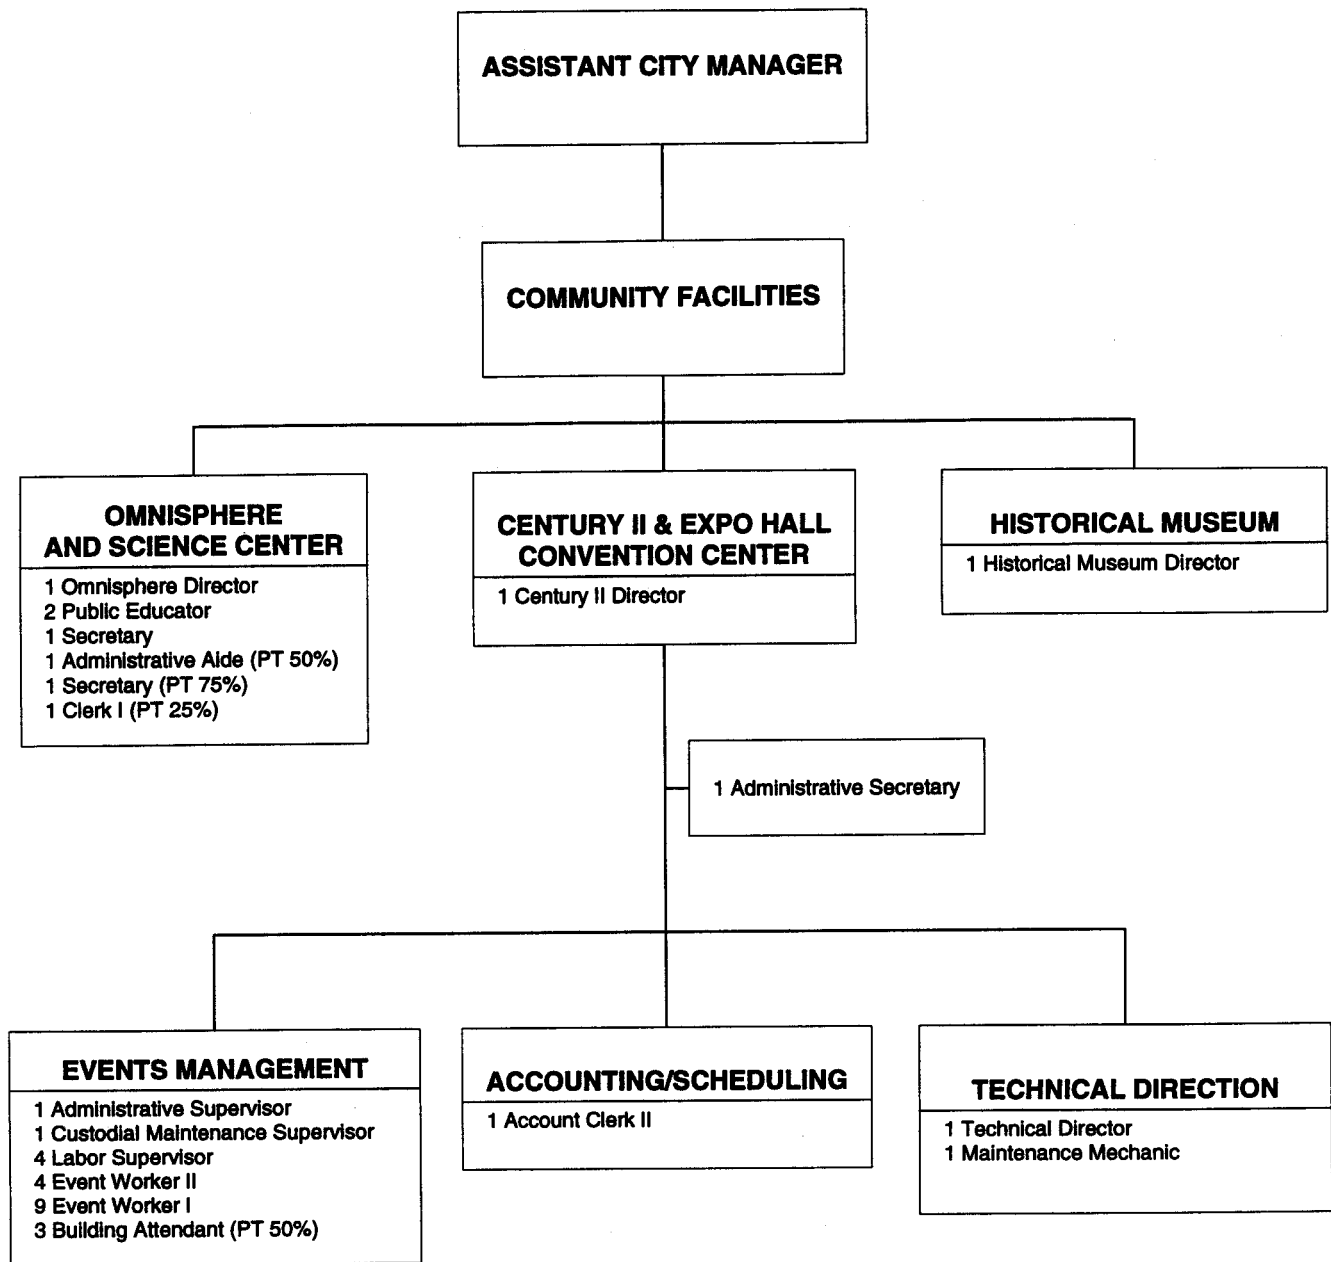 ASSISTANT CITY MANAGER
COMMUNITY FACILITIES
OMNISPHERE
AND SCIENCE CENTER
1 Omnisphere Director
2 Public Educator
1 Secretary
1 Administrative Aide (PT 50%)
1 Secretary (PT 75%)
1 Clerk I (PT 25%)
CENTURY II & EXPO HALL
CONVENTION CENTER
1 Century II Director
HISTORICAL MUSEUM
1 Historical Museum Director
1 Administrative Secretary
EVENTS MANAGEMENT
1 Administrative Supervisor
1 Custodial Maintenance Supervisor
4 Labor Supervisor
4 Event Worker II
9 Event Worker I
3 Building Attendant (PT 50%)
ACCOUNTING/SCHEDULING
1 Account Clerk II
TECHNICAL DIRECTION
1 Technical Director
1 Maintenance Mechanic